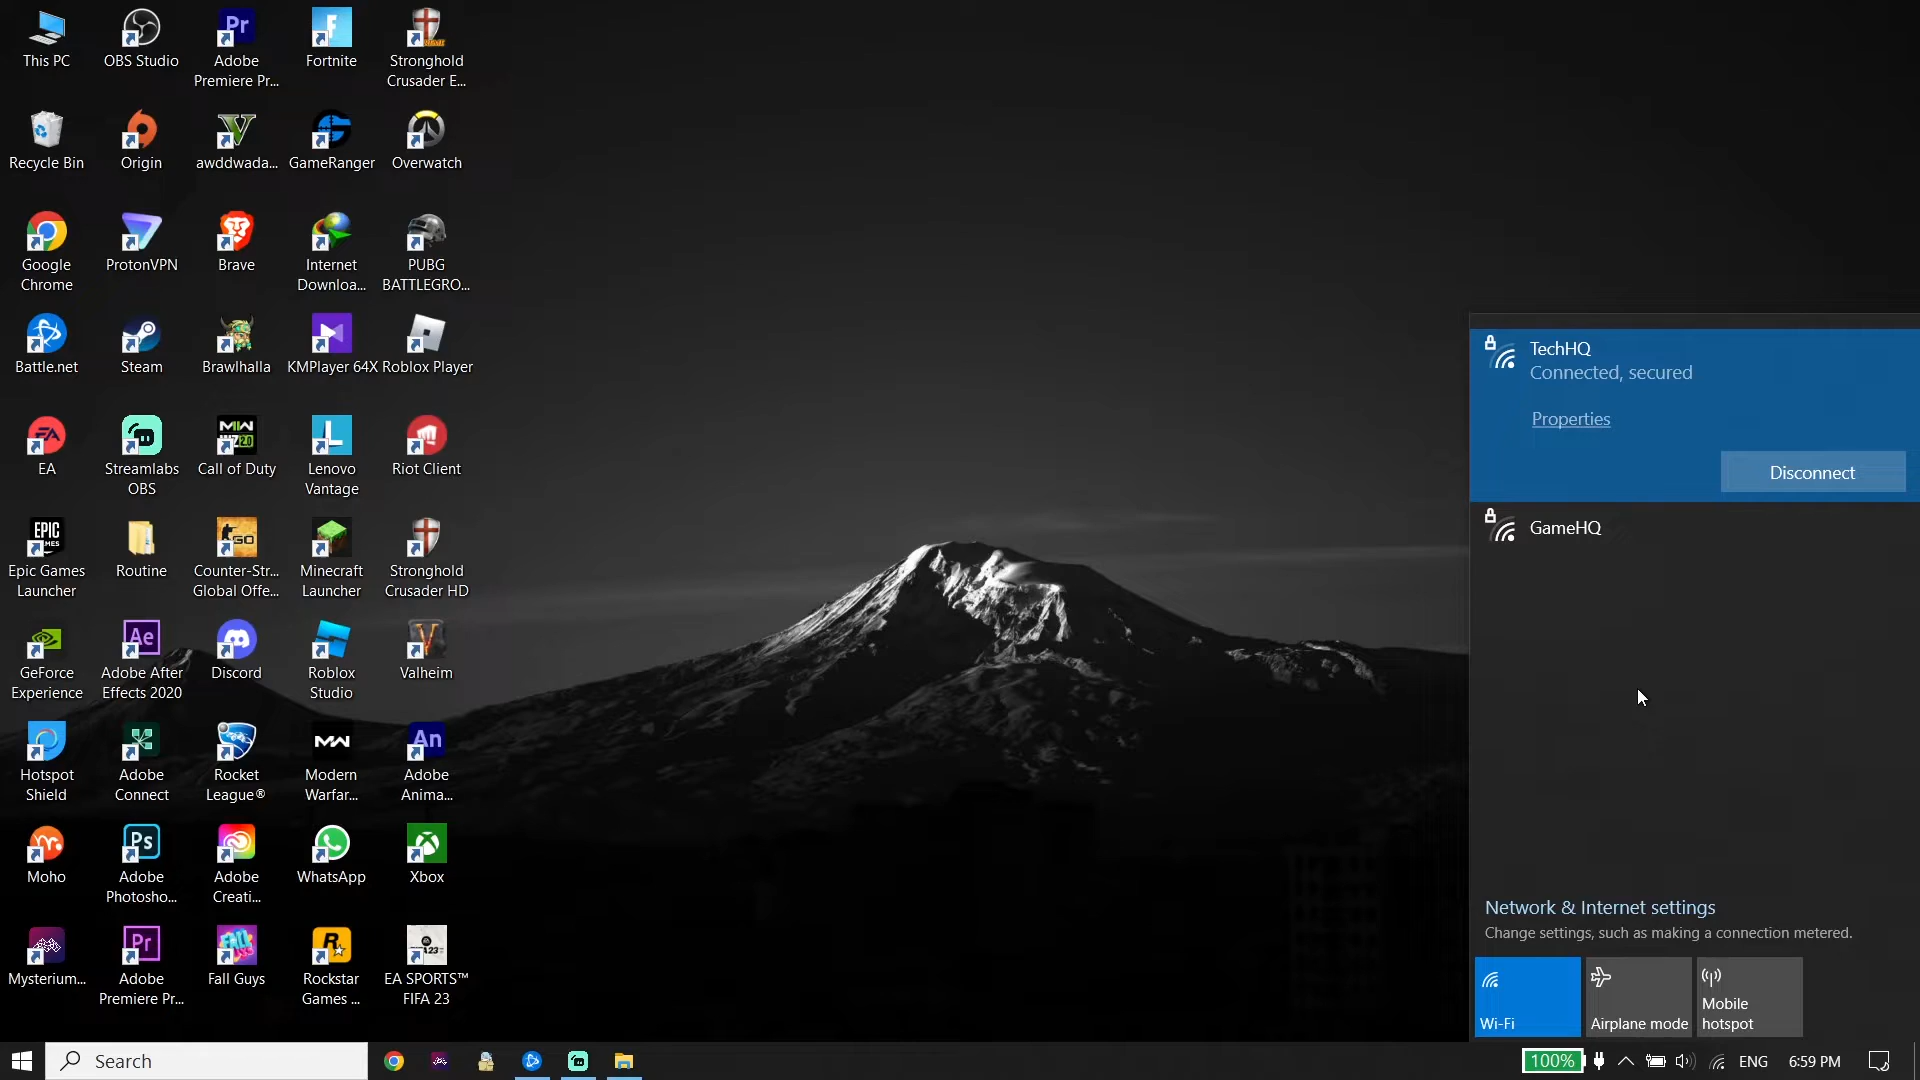 This PC
OBS Studio
Adobe
Premiere Pr...
Fortnite
Stronghold
Crusader E...
Recycle Bin
Origin
awddwada...
GameRanger
Overwatch
Google
Chrome
ProtonVPN
Brave
Internet
Downloa...
PUBG
BATTLEGRO...
Battle.net
Steam
Brawlhalla
KMPlayer 64X
Roblox Player
EA
Streamlabs
OBS
Call of Duty
Lenovo
Vantage
Riot Client
Epic Games
Launcher
Routine
Counter-Str...
Global Offe...
Minecraft
Launcher
Stronghold
Crusader HD
GeForce
Experience
Adobe After
Effects 2020
Discord
Roblox
Studio
Valheim
Hotspot
Shield
Adobe
Connect
Rocket
League®
Modern
Warfar...
Adobe
Anima...
Moho
Adobe
Photosho...
Adobe
Creati...
WhatsApp
Xbox
Mysterium...
Adobe
Premiere Pr...
Fall Guys
Rockstar
Games ...
EA SPORTS™
FIFA 23
TechHQ
Connected, secured
Properties
Disconnect
GameHQ
Network & Internet settings
Change settings, such as making a connection metered.
Wi-Fi
Airplane mode
Mobile
hotspot
Search
100%
ENG
6:59 PM